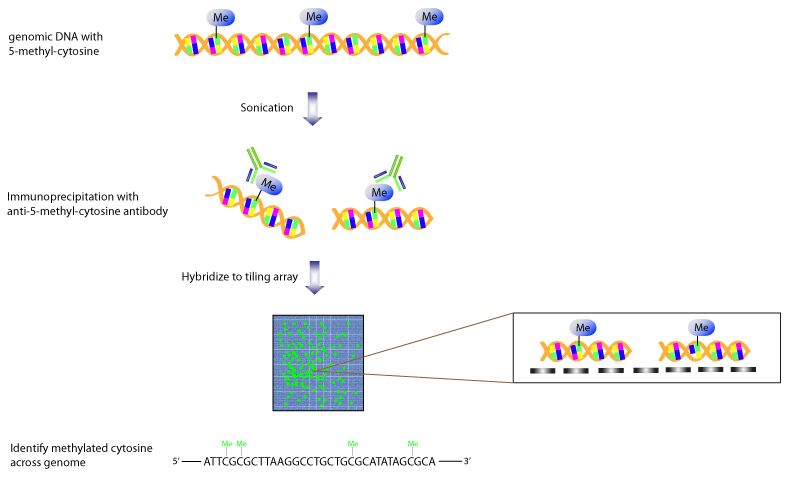 Me Me Me
genomic DNA with
5-methyl-cytosine
Sonication
Me Me
Immunoprecipitation with
anti-5-methyl-cytosine antibody
Hybridize to tiling array
Me Me
Identify methylated cytosine
across genome
Me Me Me Me
5’ ATTCGCGCTTAAGGCCTGCTGCGCATATAGCGCA 3’